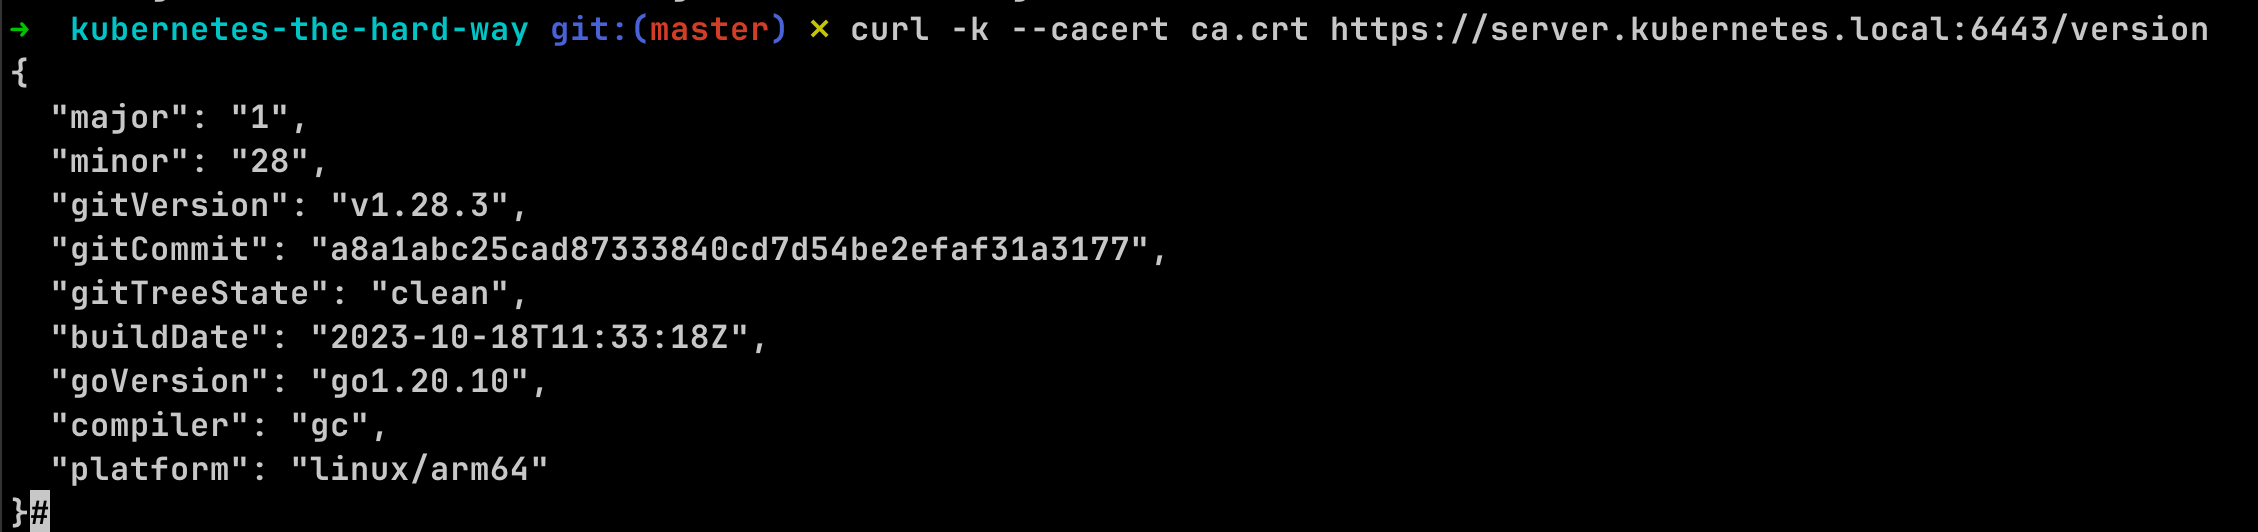 ➜  kubernetes-the-hard-way git:(master) ✗ curl -k --cacert ca.crt https://server.kubernetes.local:6443/version
{
  "major": "1",
  "minor": "28",
  "gitVersion": "v1.28.3",
  "gitCommit": "a8a1abc25cad87333840cd7d54be2efaf31a3177",
  "gitTreeState": "clean",
  "buildDate": "2023-10-18T11:33:18Z",
  "goVersion": "go1.20.10",
  "compiler": "gc",
  "platform": "linux/arm64"
}#